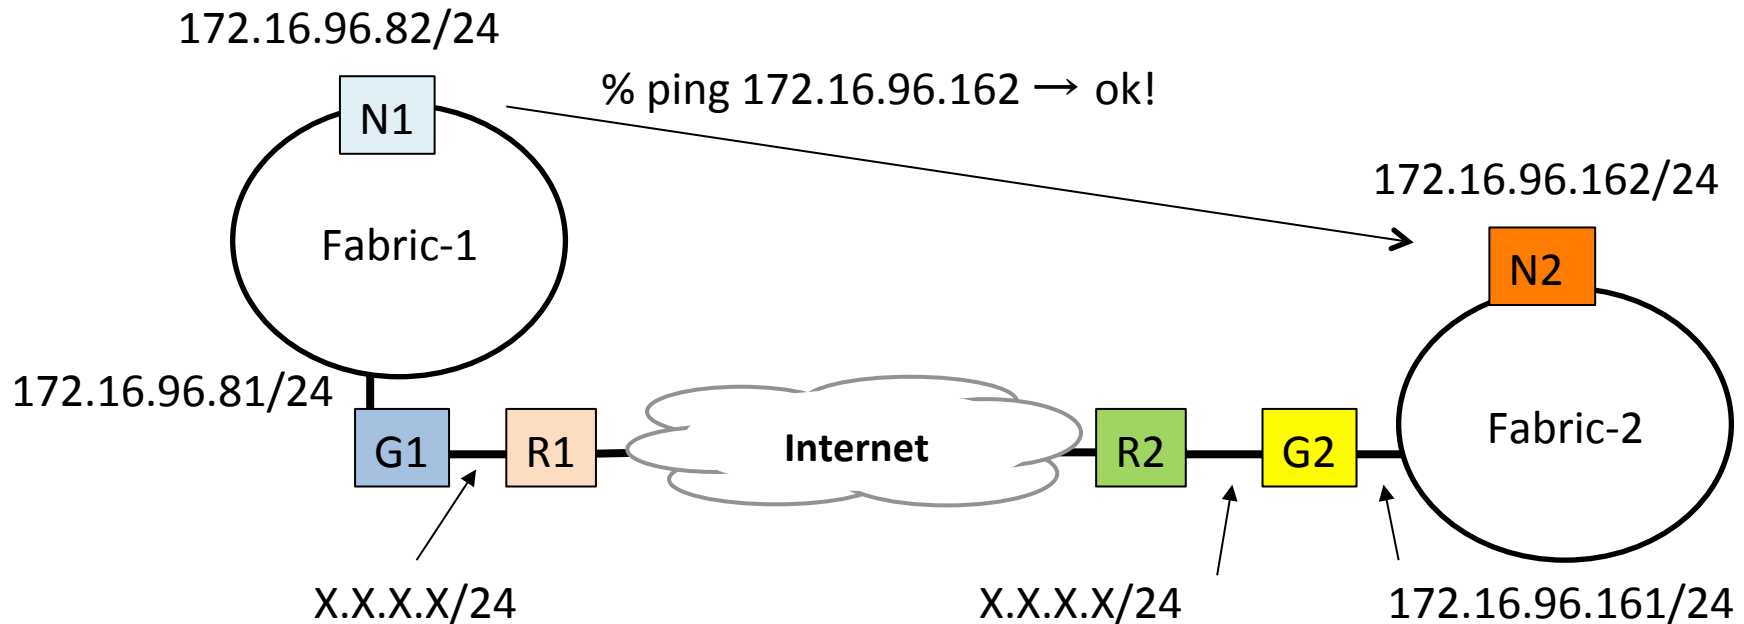 172.16.96.82/24
% ping 172.16.96.162 → ok!
N1
172.16.96.162/24
Fabric-1
N2
172.16.96.81/24
Fabric-2
G1
R1
Internet
R2
G2
X.X.X.X/24
X.X.X.X/24
172.16.96.161/24